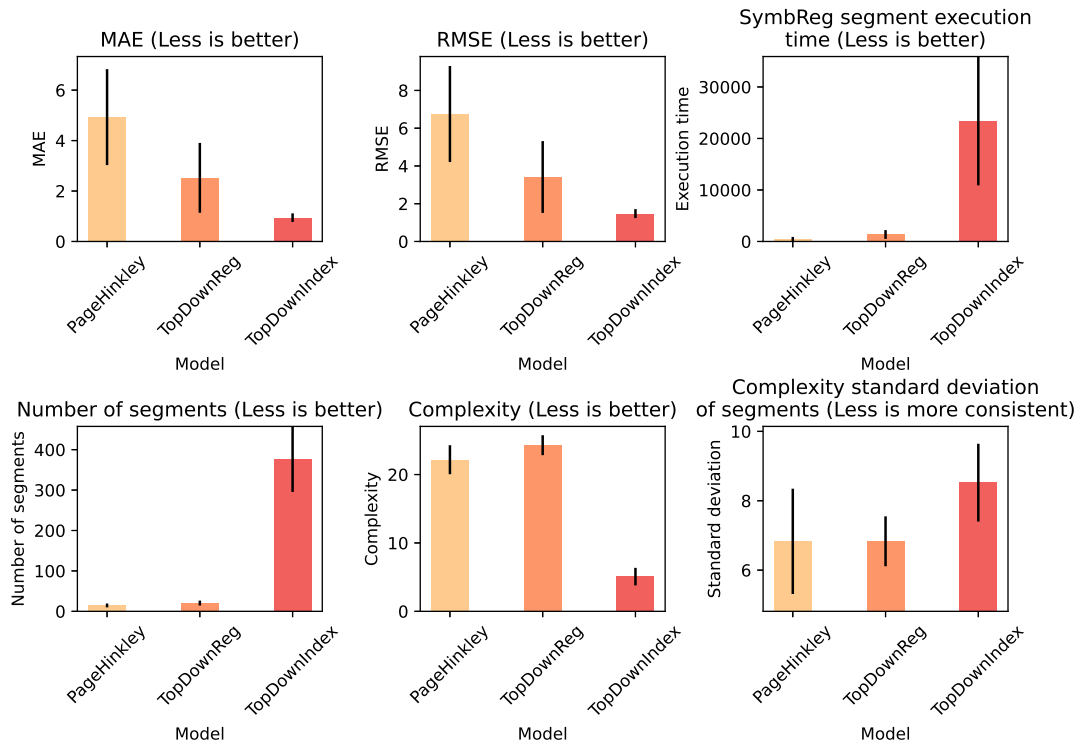 MAE (Less is better)
MAE
6
4
2
0
PageHinkley
TopDownReg
TopDownIndex
Model
RMSE (Less is better)
RMSE
8
6
4
2
0
PageHinkley
TopDownReg
TopDownIndex
Model
SymbReg segment execution
time (Less is better)
Execution time
30000
20000
10000
0
PageHinkley
TopDownReg
TopDownIndex
Model
Number of segments (Less is better)
Number of segments
400
300
200
100
0
PageHinkley
TopDownReg
TopDownIndex
Model
Complexity (Less is better)
Complexity
20
10
0
PageHinkley
TopDownReg
TopDownIndex
Model
Complexity standard deviation
of segments (Less is more consistent)
Standard deviation
10
8
6
PageHinkley
TopDownReg
TopDownIndex
Model